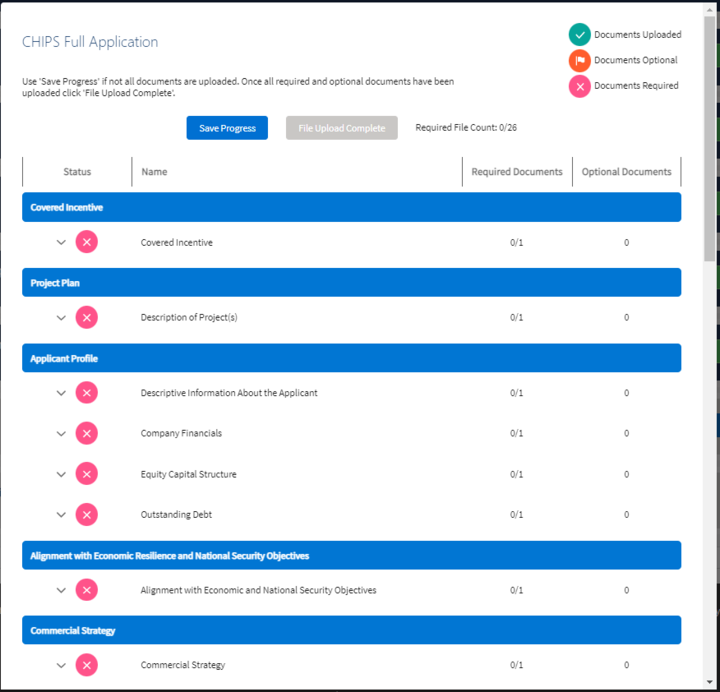 CHIPS Full Application
Documents Uploaded
Documents Optional
Documents Required
Use 'Save Progress' if not all documents are uploaded. Once all required and optional documents have been
uploaded click 'File Upload Complete'.
Save Progress
File Upload Complete
Required File Count: 0/26
Status Name Required Documents Optional Documents
Covered Incentive
Covered Incentive 0/1 0
Project Plan
Description of Project(s) 0/1 0
Applicant Profile
Descriptive Information About the Applicant 0/1 0
Company Financials 0/1 0
Equity Capital Structure 0/1 0
Outstanding Debt 0/1 0
Alignment with Economic Resilience and National Security Objectives
Alignment with Economic and National Security Objectives 0/1 0
Commercial Strategy
Commercial Strategy 0/1 0